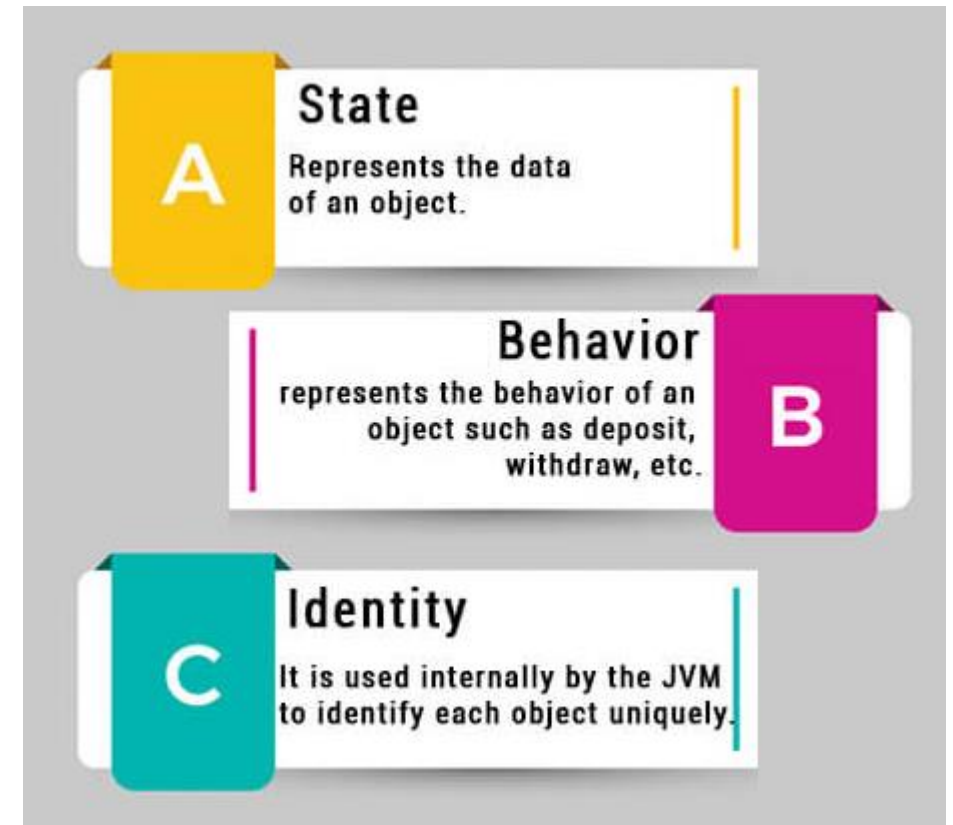 A
State
Represents the data
of an object.
Behavior
represents the behavior of an
object such as deposit,
withdraw, etc.
B
C
Identity
It is used internally by the JVM
to identify each object uniquely.